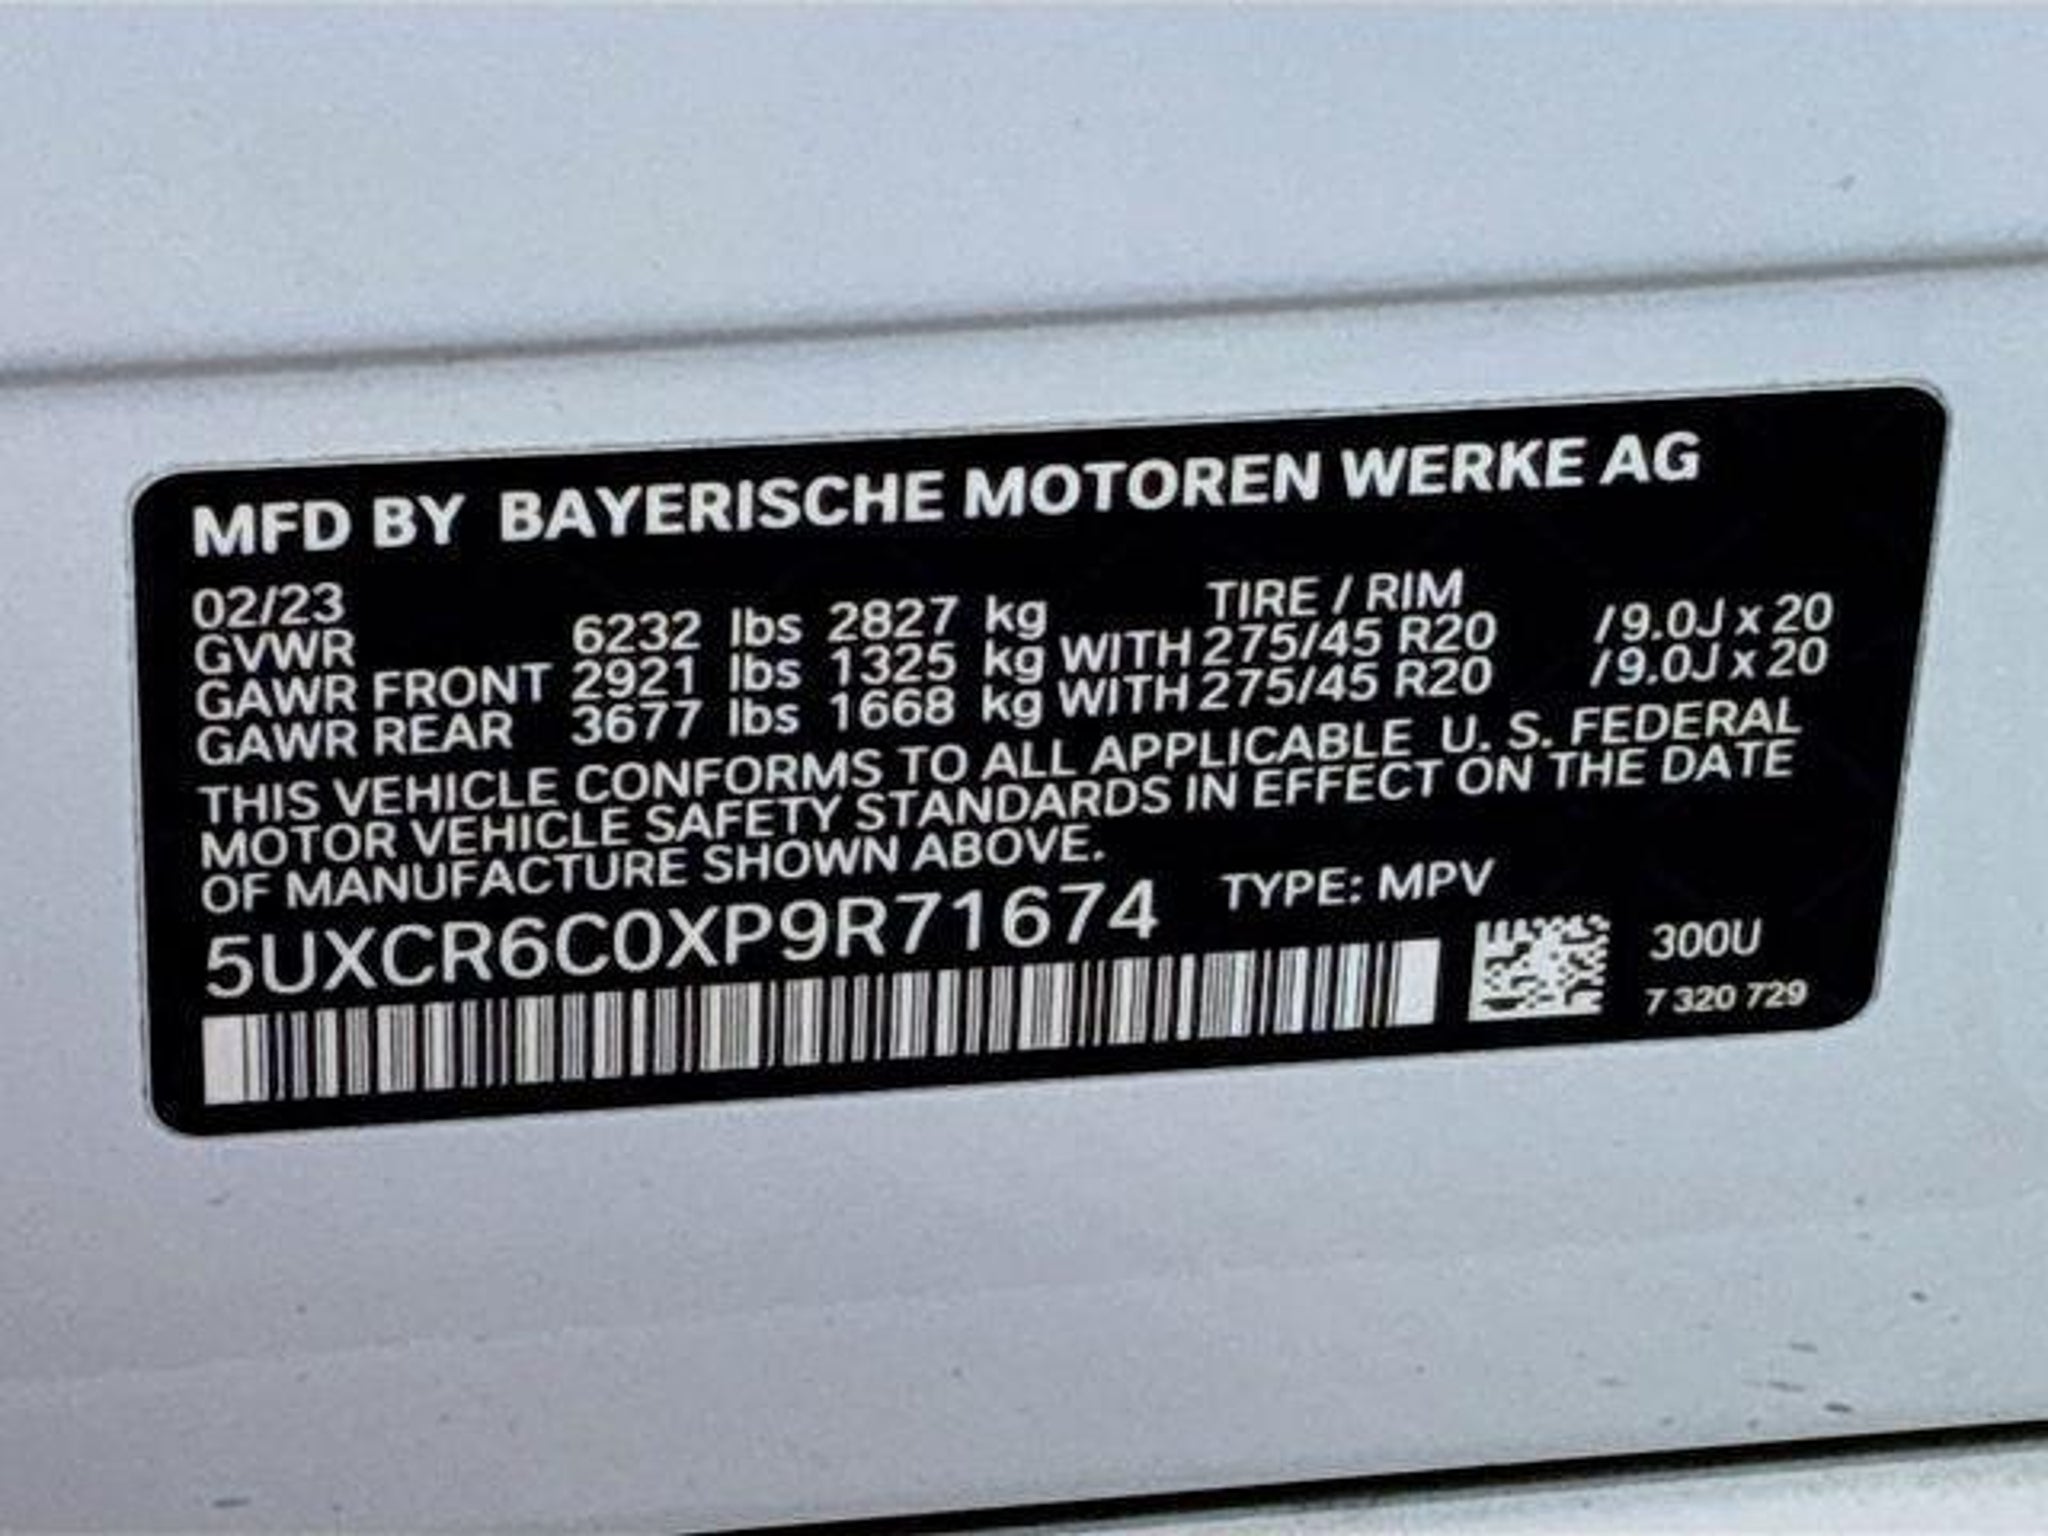 MFD BY BAYERISCHE MOTOREN WERKE AG
02/23 TIRE / RIM
GVWR 6232 lbs 2827 kg
GAWR FRONT 2921 lbs 1325 kg WITH 275/45 R20 /9.0J x 20
GAWR REAR 3677 lbs 1668 kg WITH 275/45 R20 /9.0J x 20
THIS VEHICLE CONFORMS TO ALL APPLICABLE U. S. FEDERAL
MOTOR VEHICLE SAFETY STANDARDS IN EFFECT ON THE DATE
OF MANUFACTURE SHOWN ABOVE.
5UXCR6C0XP9R71674 TYPE: MPV
300U
7 320 729